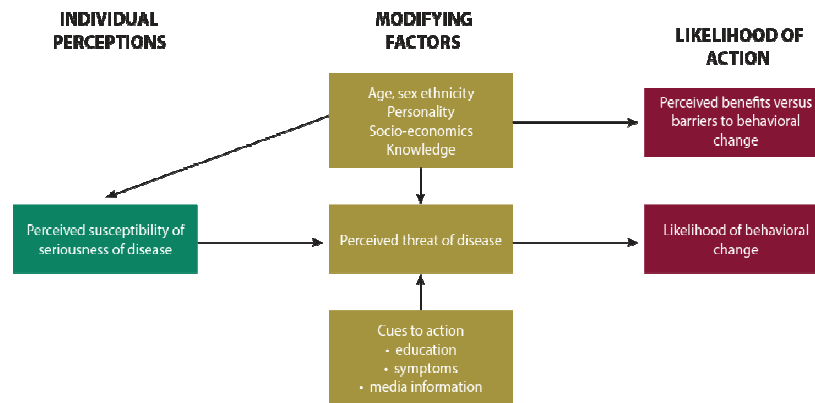 INDIVIDUAL
PERCEPTIONS
MODIFYING
FACTORS
LIKELIHOOD OF
ACTION
Age, sex ethnicity
Personality
Socio-economics
Knowledge
Perceived benefits versus
barriers to behavioral
change
Perceived susceptibility of
seriousness of disease
Perceived threat of disease
Likelihood of behavioral
change
Cues to action
• education
• symptoms
• media information